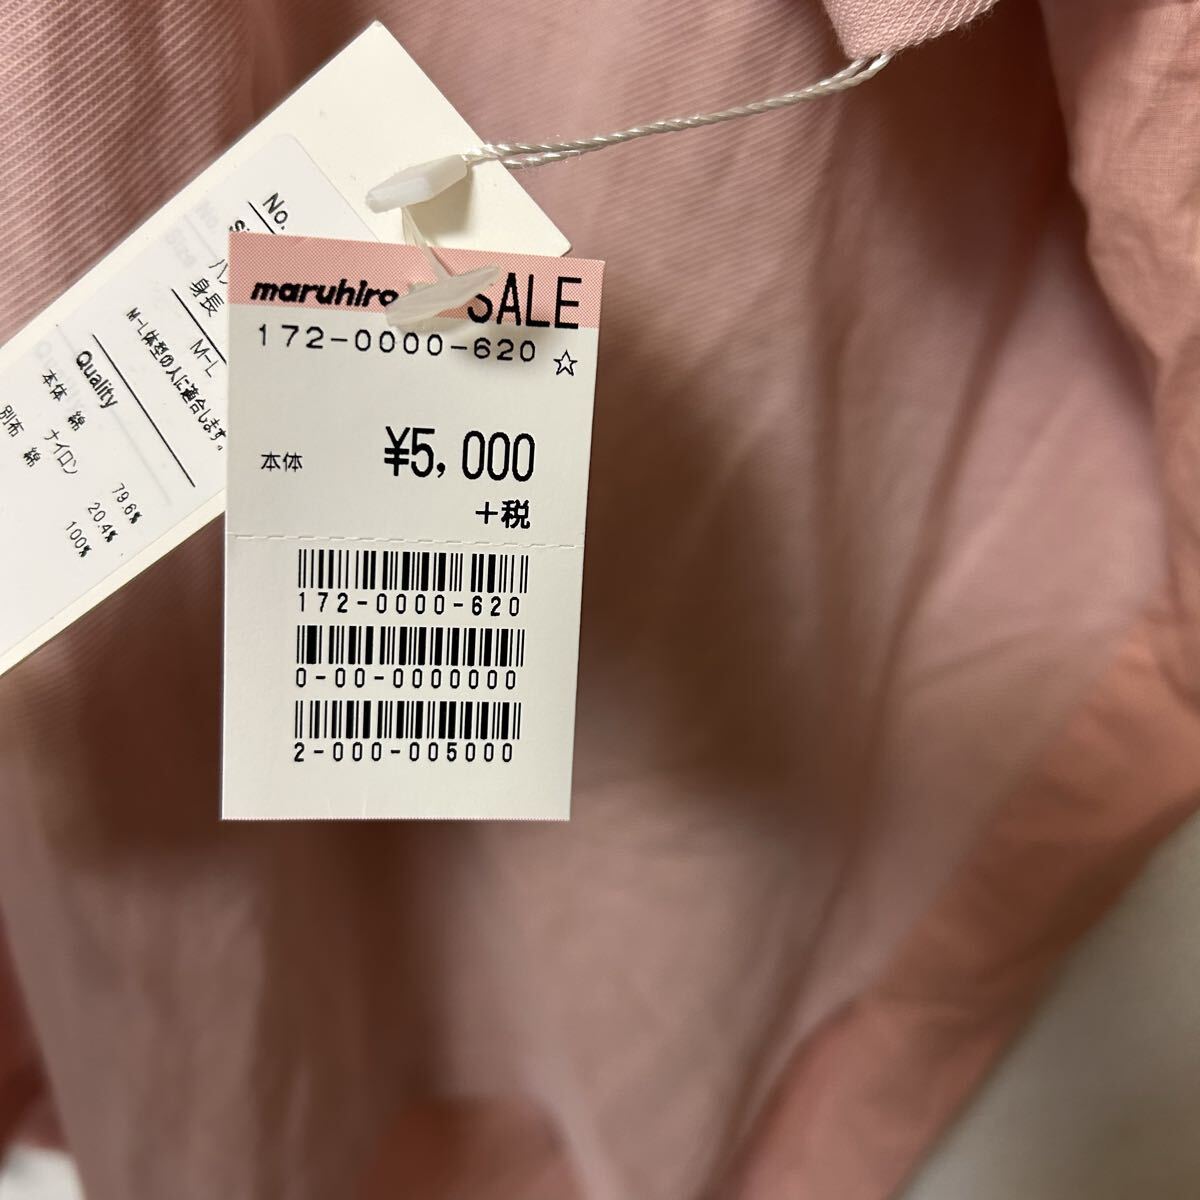 maruhiro SALE
172-0000-620 ☆
本体 ¥5,000
+税
172-0000-620
0-00-0000000
2-000-005000
No.
身長 M-L
M-L体型の人に適合します。
Quality
本体 綿 79.6%
ナイロン 20.4%
別布 綿 100%